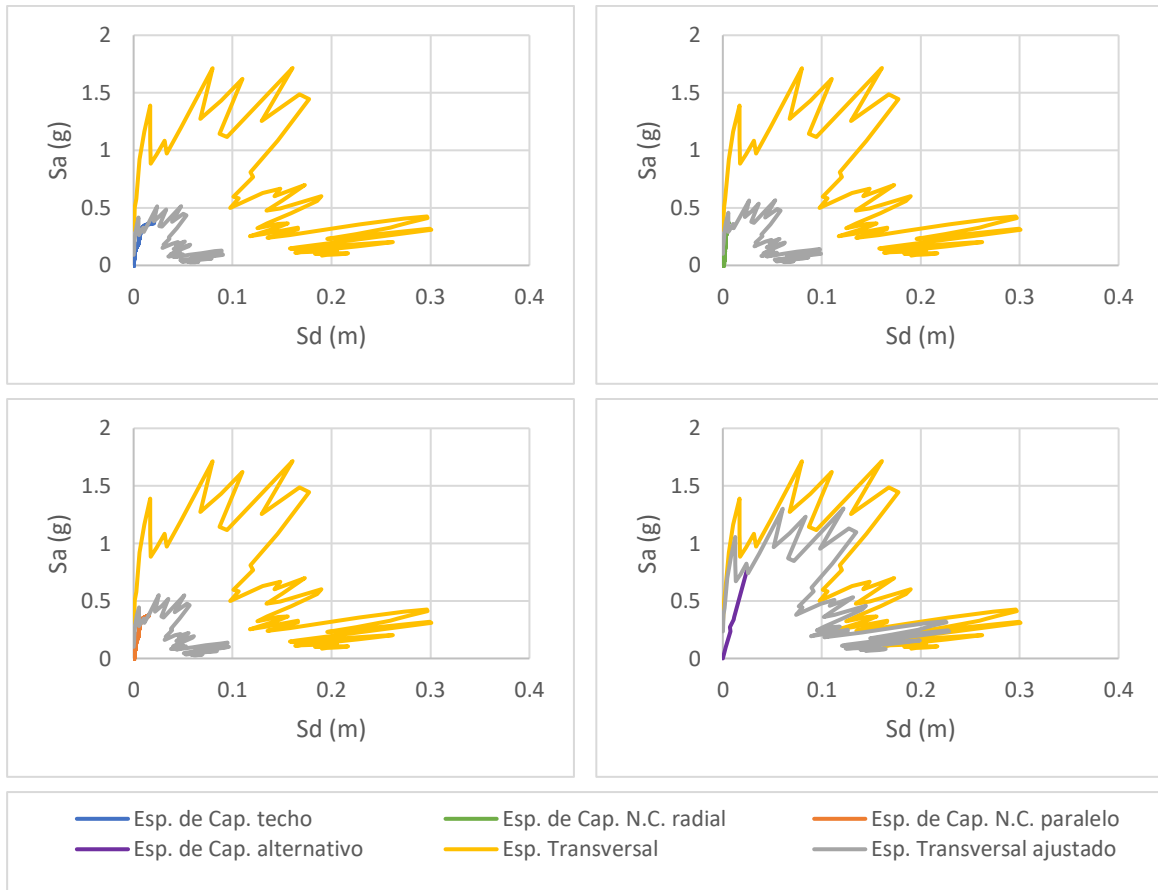 2
1.5
1
0.5
0
Sa (g)
0 0.1 0.2 0.3 0.4
Sd (m)
2
1.5
1
0.5
0
Sa (g)
0 0.1 0.2 0.3 0.4
Sd (m)
2
1.5
1
0.5
0
Sa (g)
0 0.1 0.2 0.3 0.4
Sd (m)
2
1.5
1
0.5
0
Sa (g)
0 0.1 0.2 0.3 0.4
Sd (m)
Esp. de Cap. techo Esp. de Cap. N.C. radial Esp. de Cap. N.C. paralelo
Esp. de Cap. alternativo Esp. Transversal Esp. Transversal ajustado